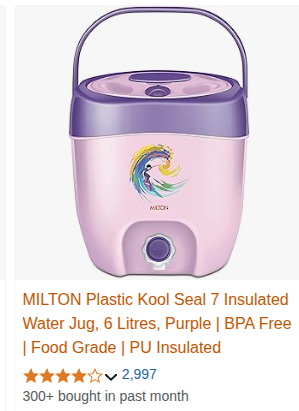 MILTON
MILTON Plastic Kool Seal 7 Insulated
Water Jug, 6 Litres, Purple | BPA Free
| Food Grade | PU Insulated
2,997
300+ bought in past month